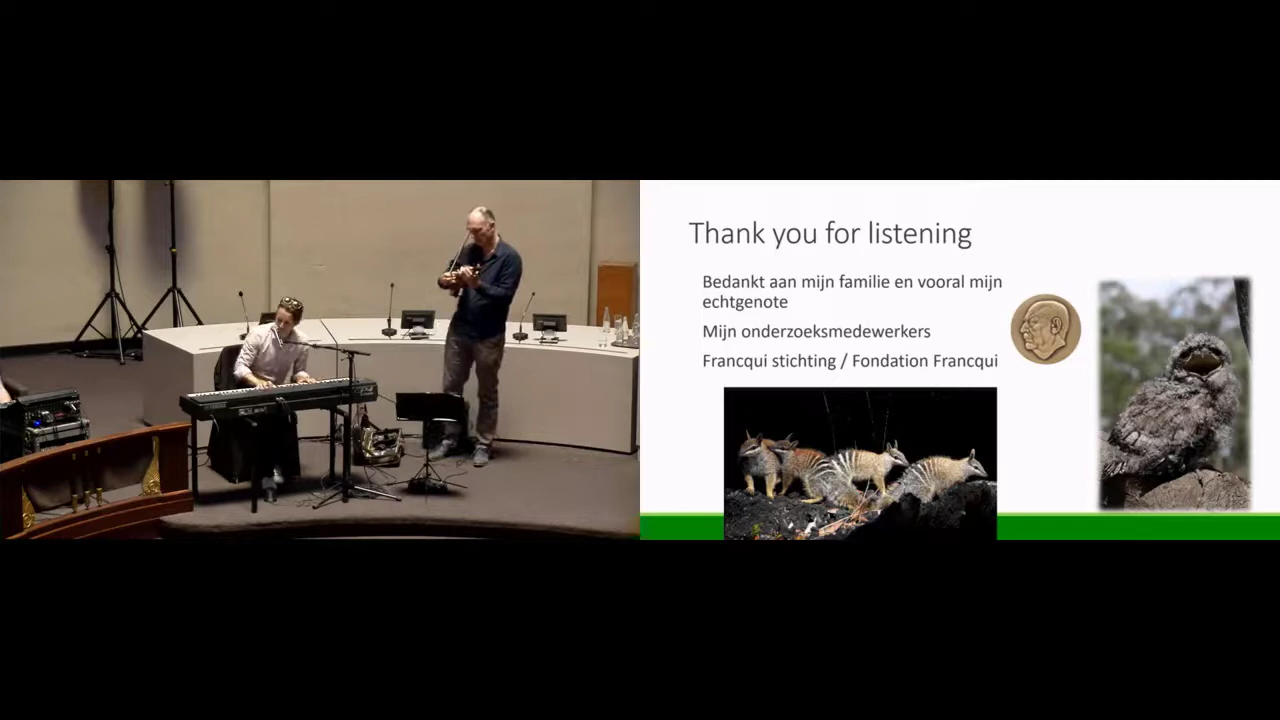 Thank you for listening
Bedankt aan mijn familie en vooral mijn
echtgenote
Mijn onderzoeksmedewerkers
Francqui stichting / Fondation Francqui